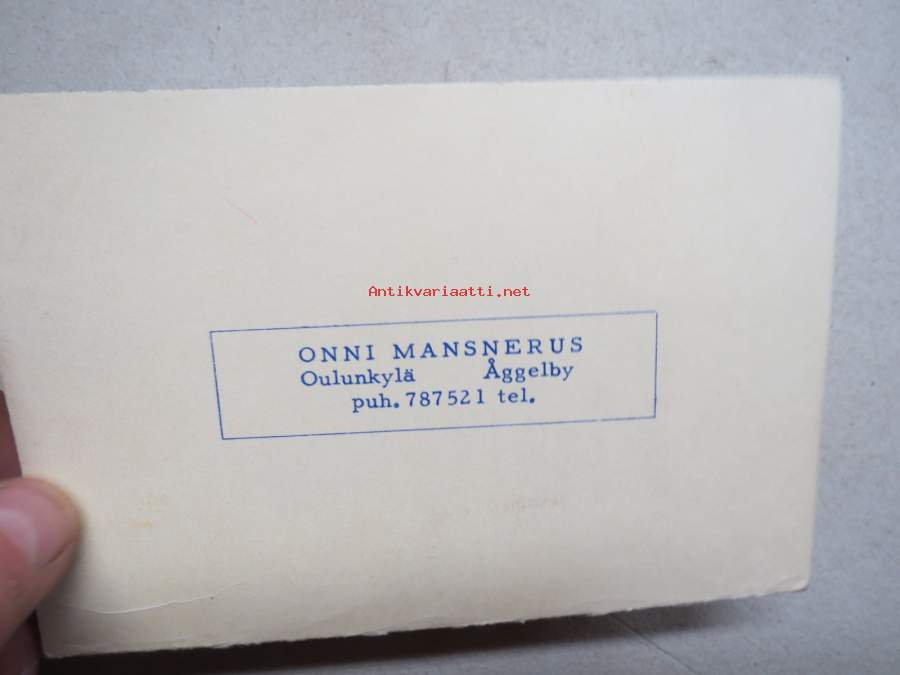 Antikvariaatti.net
ONNI MANSNERUS
Oulunkylä Åggelby
puh. 787521 tel.